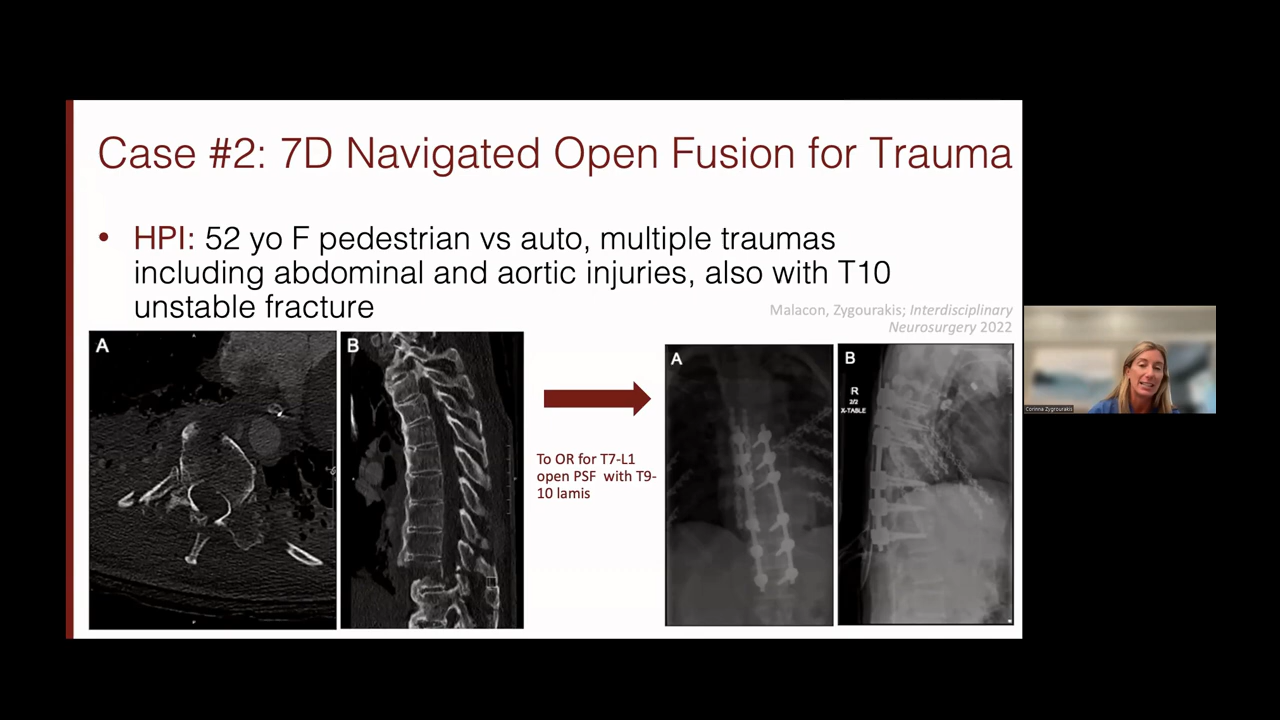 Case #2: 7D Navigated Open Fusion for Trauma
• HPI: 52 yo F pedestrian vs auto, multiple traumas
including abdominal and aortic injuries, also with T10
unstable fracture
Malacon, Zygourakis; Interdisciplinary
Neurosurgery 2022
A
B
To OR for T7-L1
open PSF with T9-
10 lamis
A
B
R
2/2
X-TABLE
Corinna Zygourakis